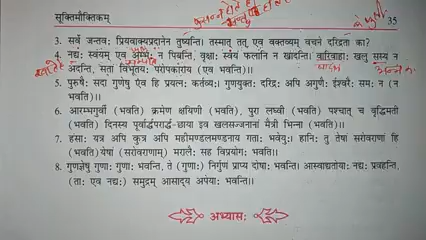 सूक्तिमौक्तिकम्
35
3. सर्वे जन्तवः प्रियवाक्यप्रदानेन तुष्यन्ति। तस्मात् तत् एव वक्तव्यम् वचने दरिद्रता का?
4. नद्यः स्वयम् एव अम्भः न पिबन्ति, वृक्षाः स्वयं फलानि न खादन्ति। वारिवाहाः खलु सस्यं न
अदन्ति, सतां विभूतयः परोपकाराय (एव भवन्ति)।।
5. पुरुषैः सदा गुणेषु एव हि प्रयत्नः कर्तव्यः। गुणयुक्तः दरिद्रः अपि अगुणैः ईश्वरैः समः न (न
भवति)।।
6. आरम्भगुर्वी (भवति) क्रमेण क्षयिणी (भवति), पुरा लघ्वी (भवति) पश्चात् च वृद्धिमती
(भवति) दिनस्य पूर्वार्द्धपरार्द्ध-छाया इव खलसज्जनानां मैत्री भिन्ना (भवति)।
7. हंसाः यत्र अपि कुत्र अपि महीमण्डलमण्डनाय गताः भवेयुः। हानिः तु तेषां सरोवराणां हि
(भवति) येषां (सरोवराणाम्) मरालैः सह विप्रयोगः भवति।।
8. गुणज्ञेषु गुणाः गुणाः भवन्ति, ते (गुणाः) निर्गुणं प्राप्य दोषाः भवन्ति। आस्वाद्यतोयाः नद्यः प्रवहन्ति,
(ताः एव नद्यः) समुद्रम् आसाद्य अपेयाः भवन्ति।।
अभ्यासः